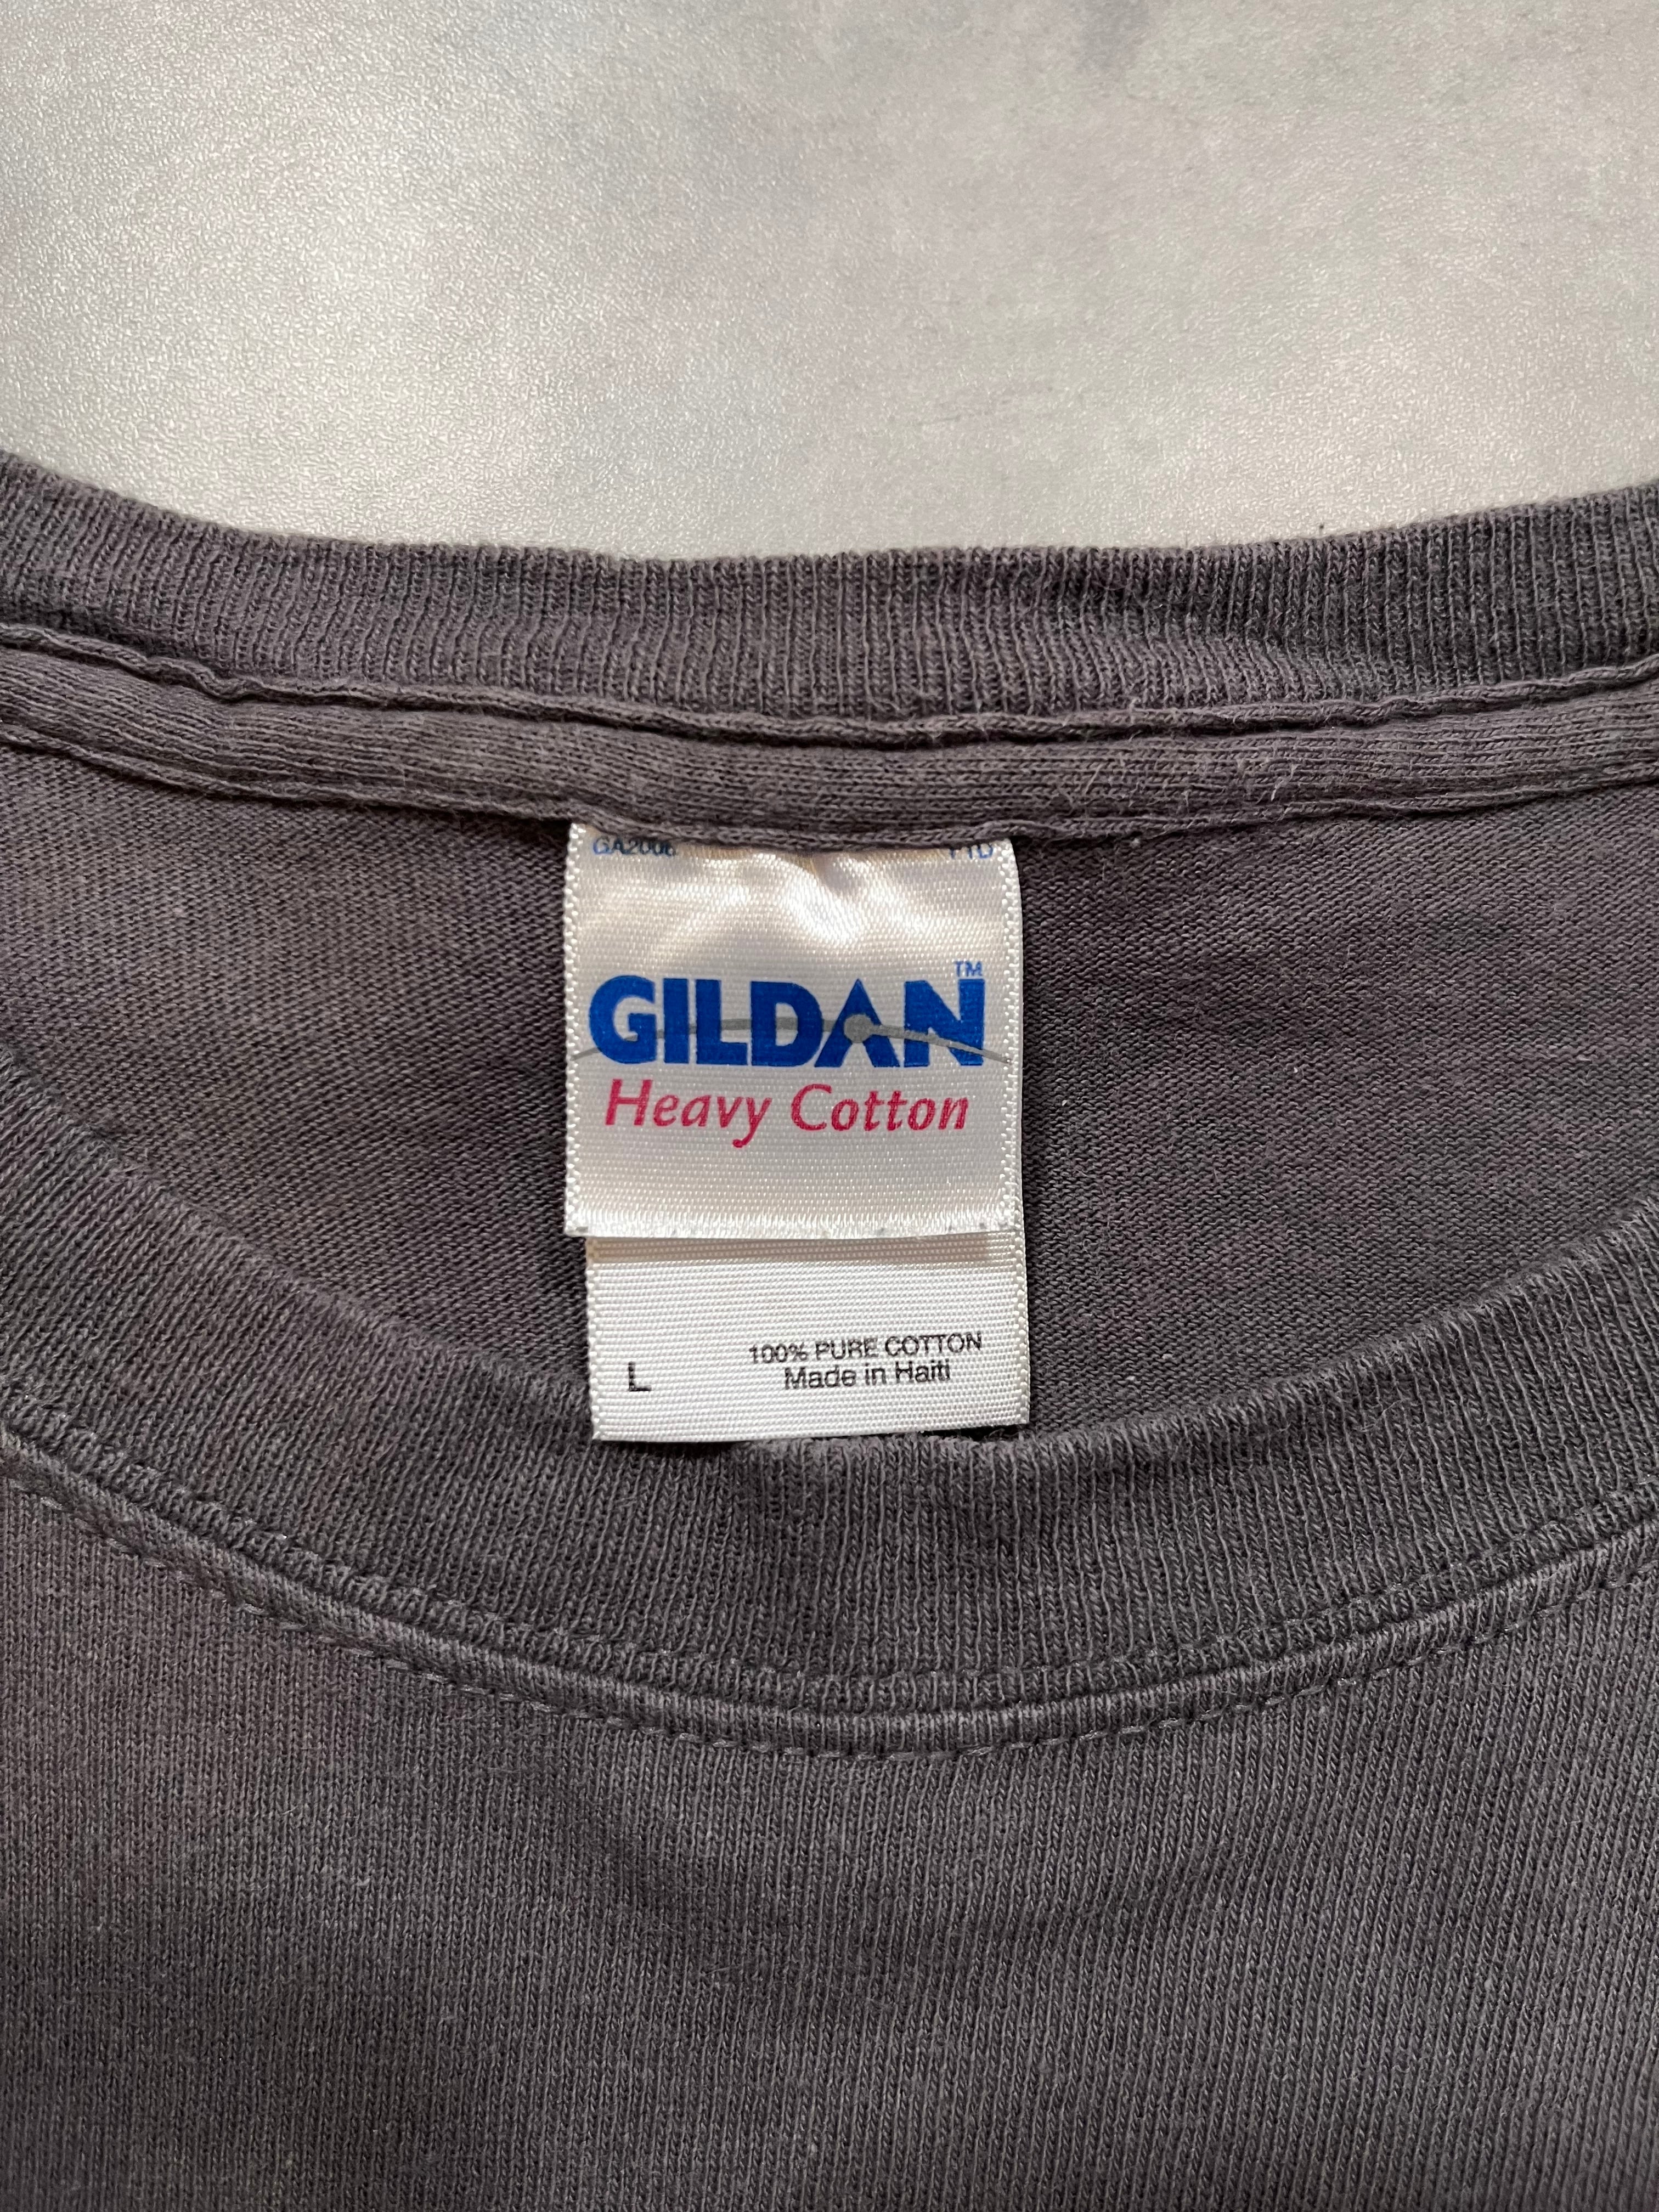 GILDAN™
Heavy Cotton
100% PURE COTTON
L Made in Haiti